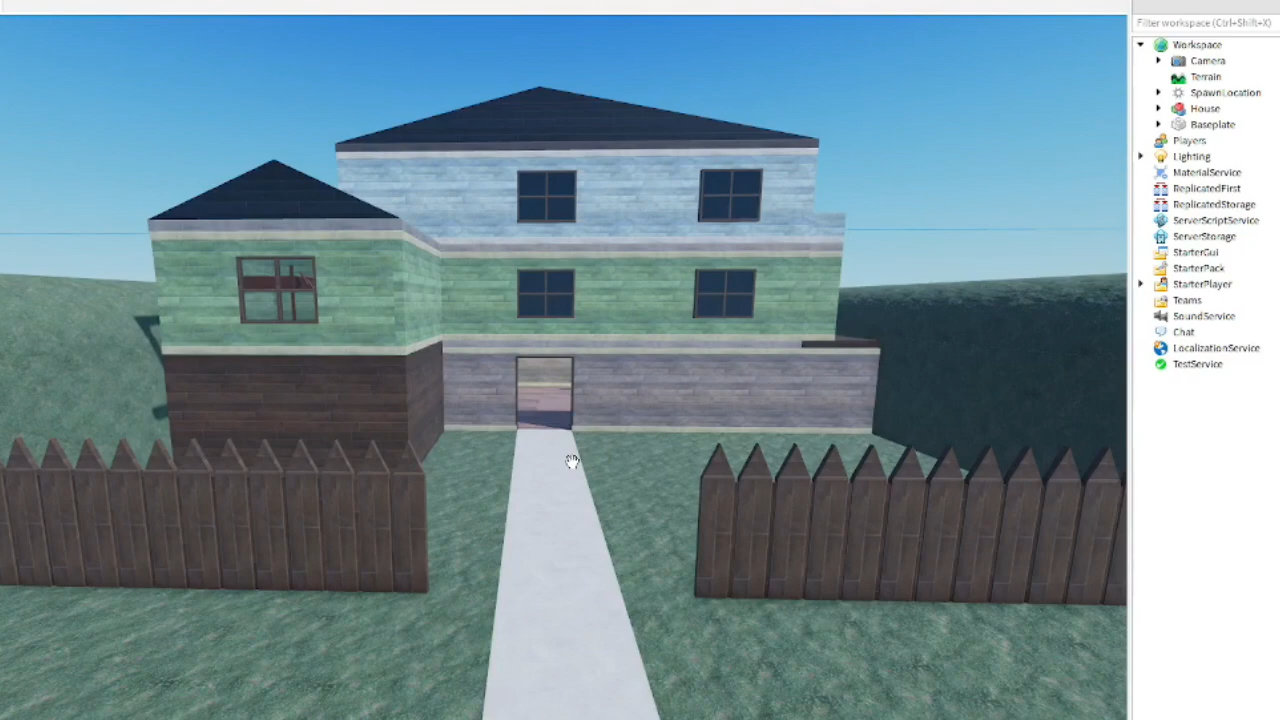 Filter workspace (Ctrl+Shift+X)
Workspace
Camera
Terrain
SpawnLocation
House
Baseplate
Players
Lighting
MaterialService
ReplicatedFirst
ReplicatedStorage
ServerScriptService
ServerStorage
StarterGui
StarterPack
StarterPlayer
Teams
SoundService
Chat
LocalizationService
TestService